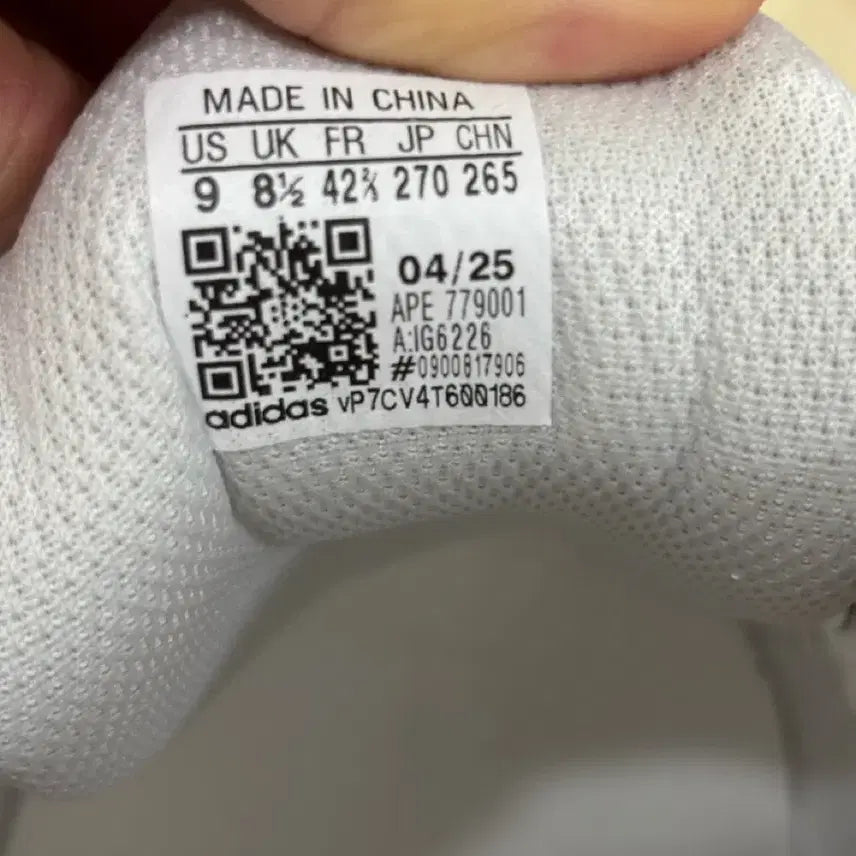 MADE IN CHINA
US UK FR JP CHN
9 8½ 42⅔ 270 265
04/25
APE 779001
A:IG6226
#0900817906
adidas vP7CV4T600186